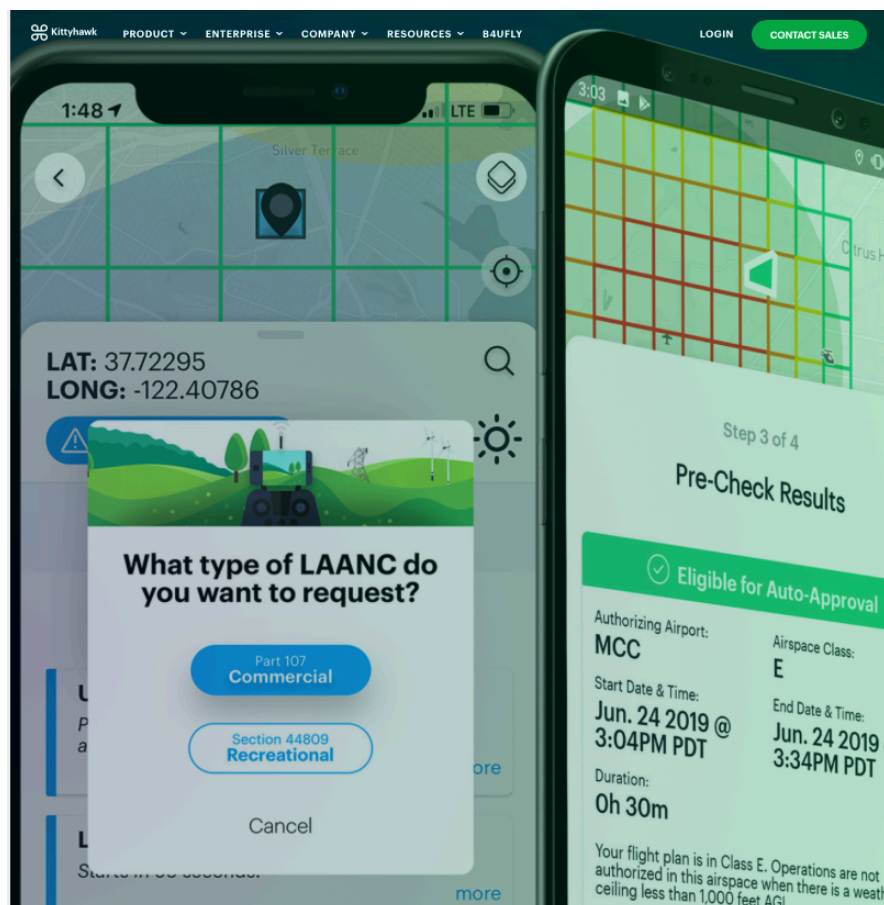 Kittyhawk PRODUCT ENTERPRISE COMPANY RESOURCES B4UFLY LOGIN CONTACT SALES
1:48 LTE
Silver Terrace
LAT: 37.72295
LONG: -122.40786
What type of LAANC do
you want to request?
Part 107
Commercial
Section 44809
Recreational
Cancel
more
3:03
Citrus H
Step 3 of 4
Pre-Check Results
Eligible for Auto-Approval
Authorizing Airport:
MCC
Airspace Class:
E
Start Date & Time:
Jun. 24 2019 @
3:04PM PDT
End Date & Time:
Jun. 24 2019
3:34PM PDT
Duration:
0h 30m
Your flight plan is in Class E. Operations are not
authorized in this airspace when there is a weath
ceiling less than 1,000 feet AGL